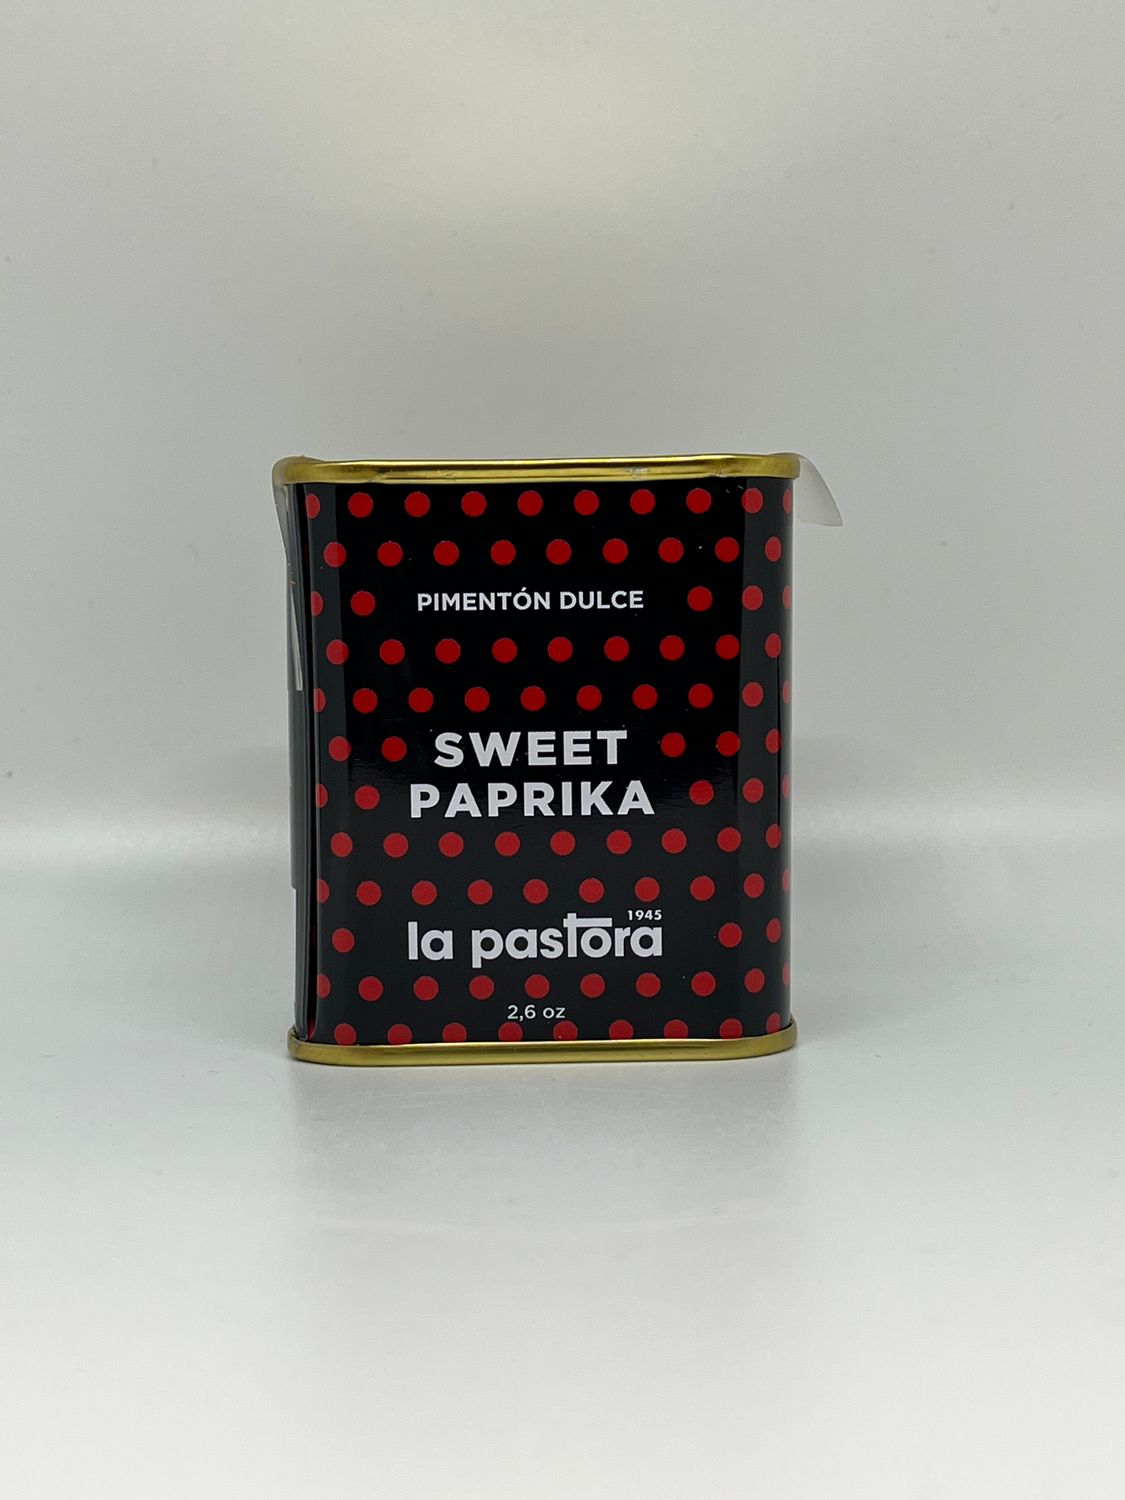 PIMENTÓN DULCE
SWEET
PAPRIKA
1945
la pastora
2,6 oz